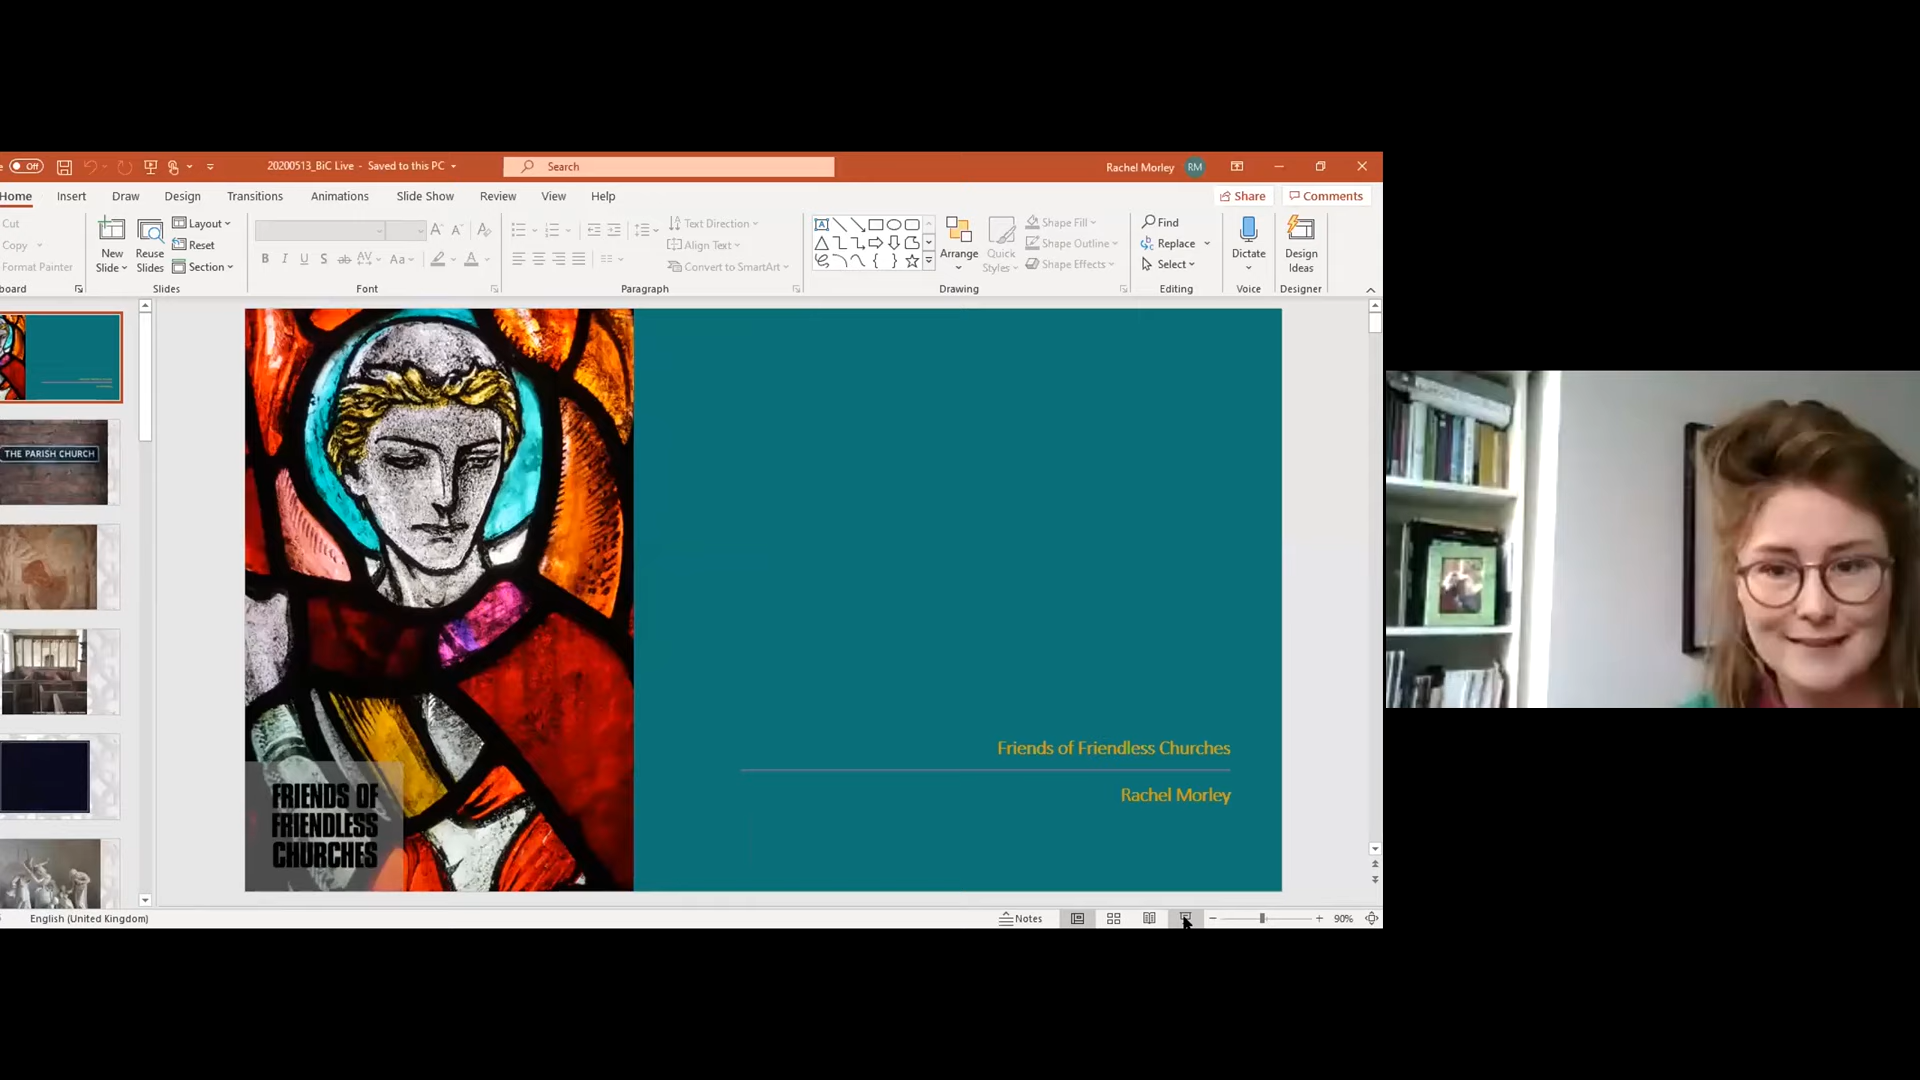 Off
20200513_BiC Live - Saved to this PC
Search
Rachel Morley
RM
Home Insert Draw Design Transitions Animations Slide Show Review View Help
Share
Comments
Cut
Copy
Format Painter
New Slide
Reuse Slides
Layout
Reset
Section
Slides
B I U S ab AV Aa A
Font
Text Direction
Align Text
Convert to SmartArt
Paragraph
Arrange
Quick Styles
Shape Fill
Shape Outline
Shape Effects
Drawing
Find
Replace
Select
Editing
Dictate
Voice
Design Ideas
Designer
THE PARISH CHURCH
FRIENDS OF
FRIENDLESS
CHURCHES
Friends of Friendless Churches
Rachel Morley
English (United Kingdom)
Notes
90%